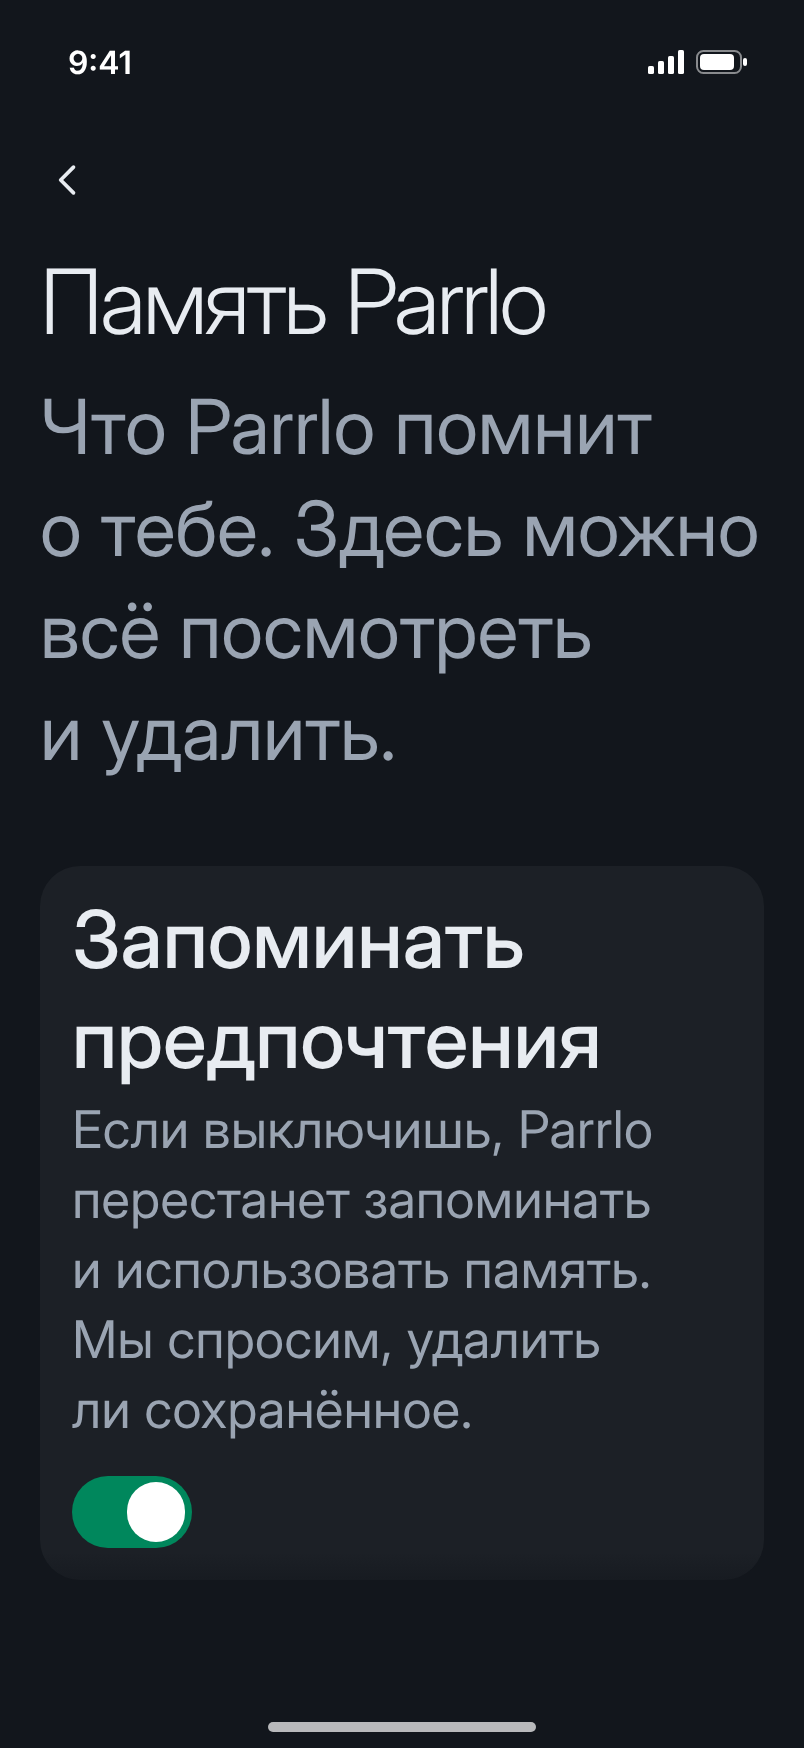 9:41
Память Parrlo
Что Parrlo помнит
о тебе. Здесь можно
всё посмотреть
и удалить.
Запоминать
предпочтения
Если выключишь, Parrlo
перестанет запоминать
и использовать память.
Мы спросим, удалить
ли сохранённое.